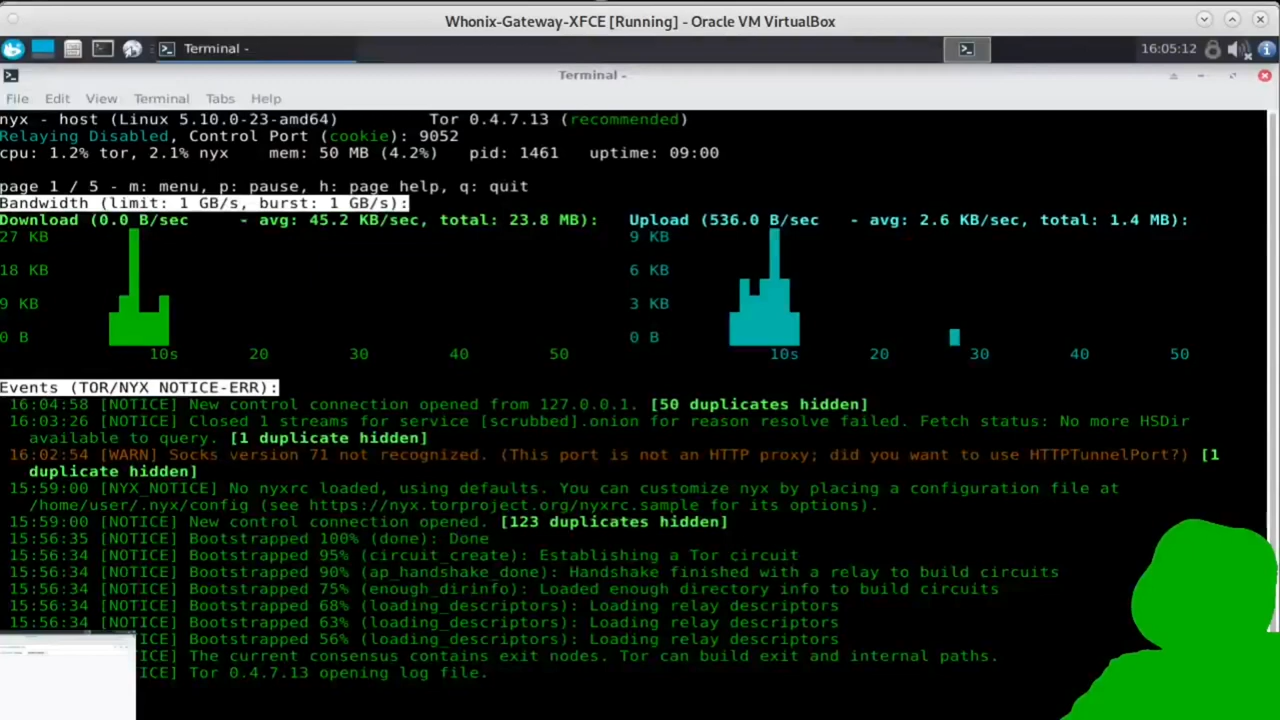 Whonix-Gateway-XFCE [Running] - Oracle VM VirtualBox
Terminal -
16:05:12
Terminal -
File Edit View Terminal Tabs Help
nyx - host (Linux 5.10.0-23-amd64) Tor 0.4.7.13 (recommended)
Relaying Disabled, Control Port (cookie): 9052
cpu: 1.2% tor, 2.1% nyx mem: 50 MB (4.2%) pid: 1461 uptime: 09:00
page 1 / 5 - m: menu, p: pause, h: page help, q: quit
Bandwidth (limit: 1 GB/s, burst: 1 GB/s):
Download (0.0 B/sec - avg: 45.2 KB/sec, total: 23.8 MB): Upload (536.0 B/sec - avg: 2.6 KB/sec, total: 1.4 MB):
27 KB 9 KB
18 KB 6 KB
9 KB 3 KB
0 B 0 B
10s 20 30 40 50 10s 20 30 40 50
Events (TOR/NYX NOTICE-ERR):
16:04:58 [NOTICE] New control connection opened from 127.0.0.1. [50 duplicates hidden]
16:03:26 [NOTICE] Closed 1 streams for service [scrubbed].onion for reason resolve failed. Fetch status: No more HSDir
available to query. [1 duplicate hidden]
16:02:54 [WARN] Socks version 71 not recognized. (This port is not an HTTP proxy; did you want to use HTTPTunnelPort?) [1
duplicate hidden]
15:59:00 [NYX_NOTICE] No nyxrc loaded, using defaults. You can customize nyx by placing a configuration file at
/home/user/.nyx/config (see https://nyx.torproject.org/nyxrc.sample for its options).
15:59:00 [NOTICE] New control connection opened. [123 duplicates hidden]
15:56:35 [NOTICE] Bootstrapped 100% (done): Done
15:56:34 [NOTICE] Bootstrapped 95% (circuit_create): Establishing a Tor circuit
15:56:34 [NOTICE] Bootstrapped 90% (ap_handshake_done): Handshake finished with a relay to build circuits
15:56:34 [NOTICE] Bootstrapped 75% (enough_dirinfo): Loaded enough directory info to build circuits
15:56:34 [NOTICE] Bootstrapped 68% (loading_descriptors): Loading relay descriptors
15:56:34 [NOTICE] Bootstrapped 63% (loading_descriptors): Loading relay descriptors
NOTICE] Bootstrapped 56% (loading_descriptors): Loading relay descriptors
TICE] The current consensus contains exit nodes. Tor can build exit and internal paths.
ICE] Tor 0.4.7.13 opening log file.